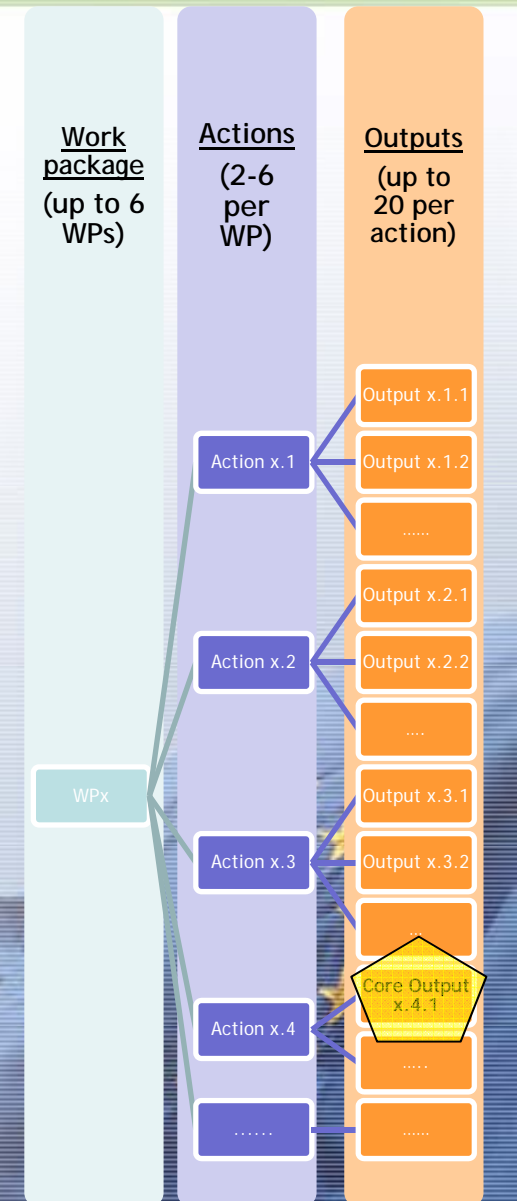 Work
package
(up to 6
WPs)
Actions
(2-6
per
WP)
Outputs
(up to
20 per
action)
WPx
Action x.1
Action x.2
Action x.3
Action x.4
......
Output x.1.1
Output x.1.2
......
Output x.2.1
Output x.2.2
....
Output x.3.1
Output x.3.2
...
Core Output
x.4.1
.....
......